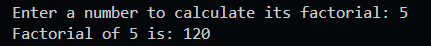 Enter a number to calculate its factorial: 5
Factorial of 5 is: 120